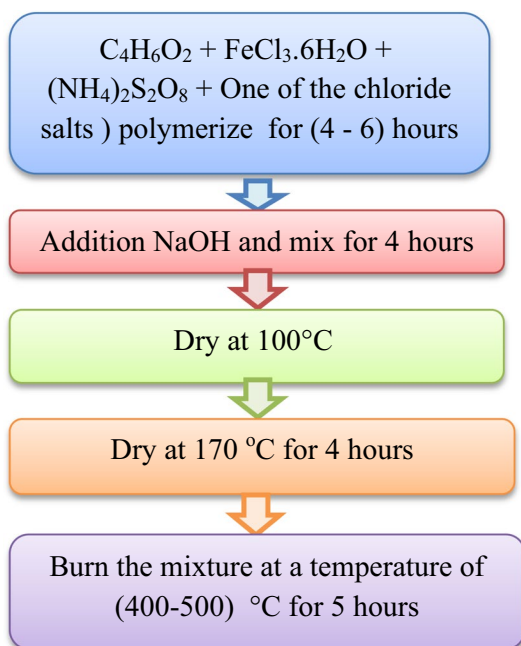 C₄H₆O₂ + FeCl₃.6H₂O +
(NH₄)₂S₂O₈ + One of the chloride
salts ) polymerize for (4 - 6) hours
Addition NaOH and mix for 4 hours
Dry at 100°C
Dry at 170 °C for 4 hours
Burn the mixture at a temperature of
(400-500) °C for 5 hours